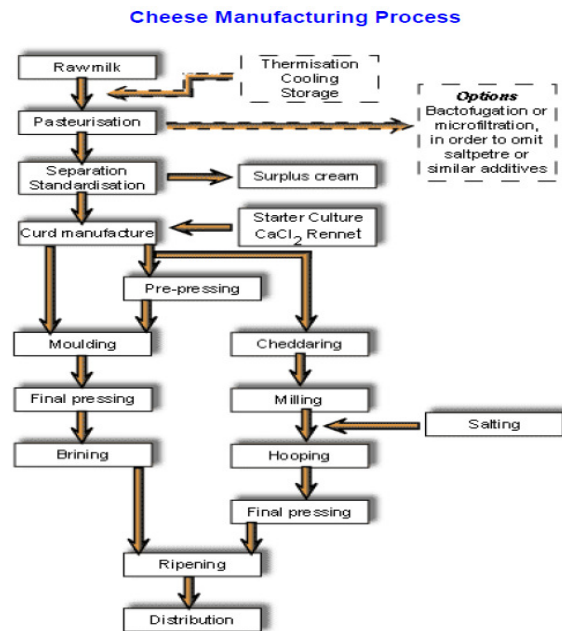 Cheese Manufacturing Process
Rawmilk
Thermisation
Cooling
Storage
Options
Bactofugation or
microfiltration,
in order to omit
saltpetre or
similar additives
Pasteurisation
Separation
Standardisation
Surplus cream
Curd manufacture
Starter Culture
CaCl2 Rennet
Pre-pressing
Moulding
Cheddaring
Final pressing
Milling
Salting
Brining
Hooping
Final pressing
Ripening
Distribution